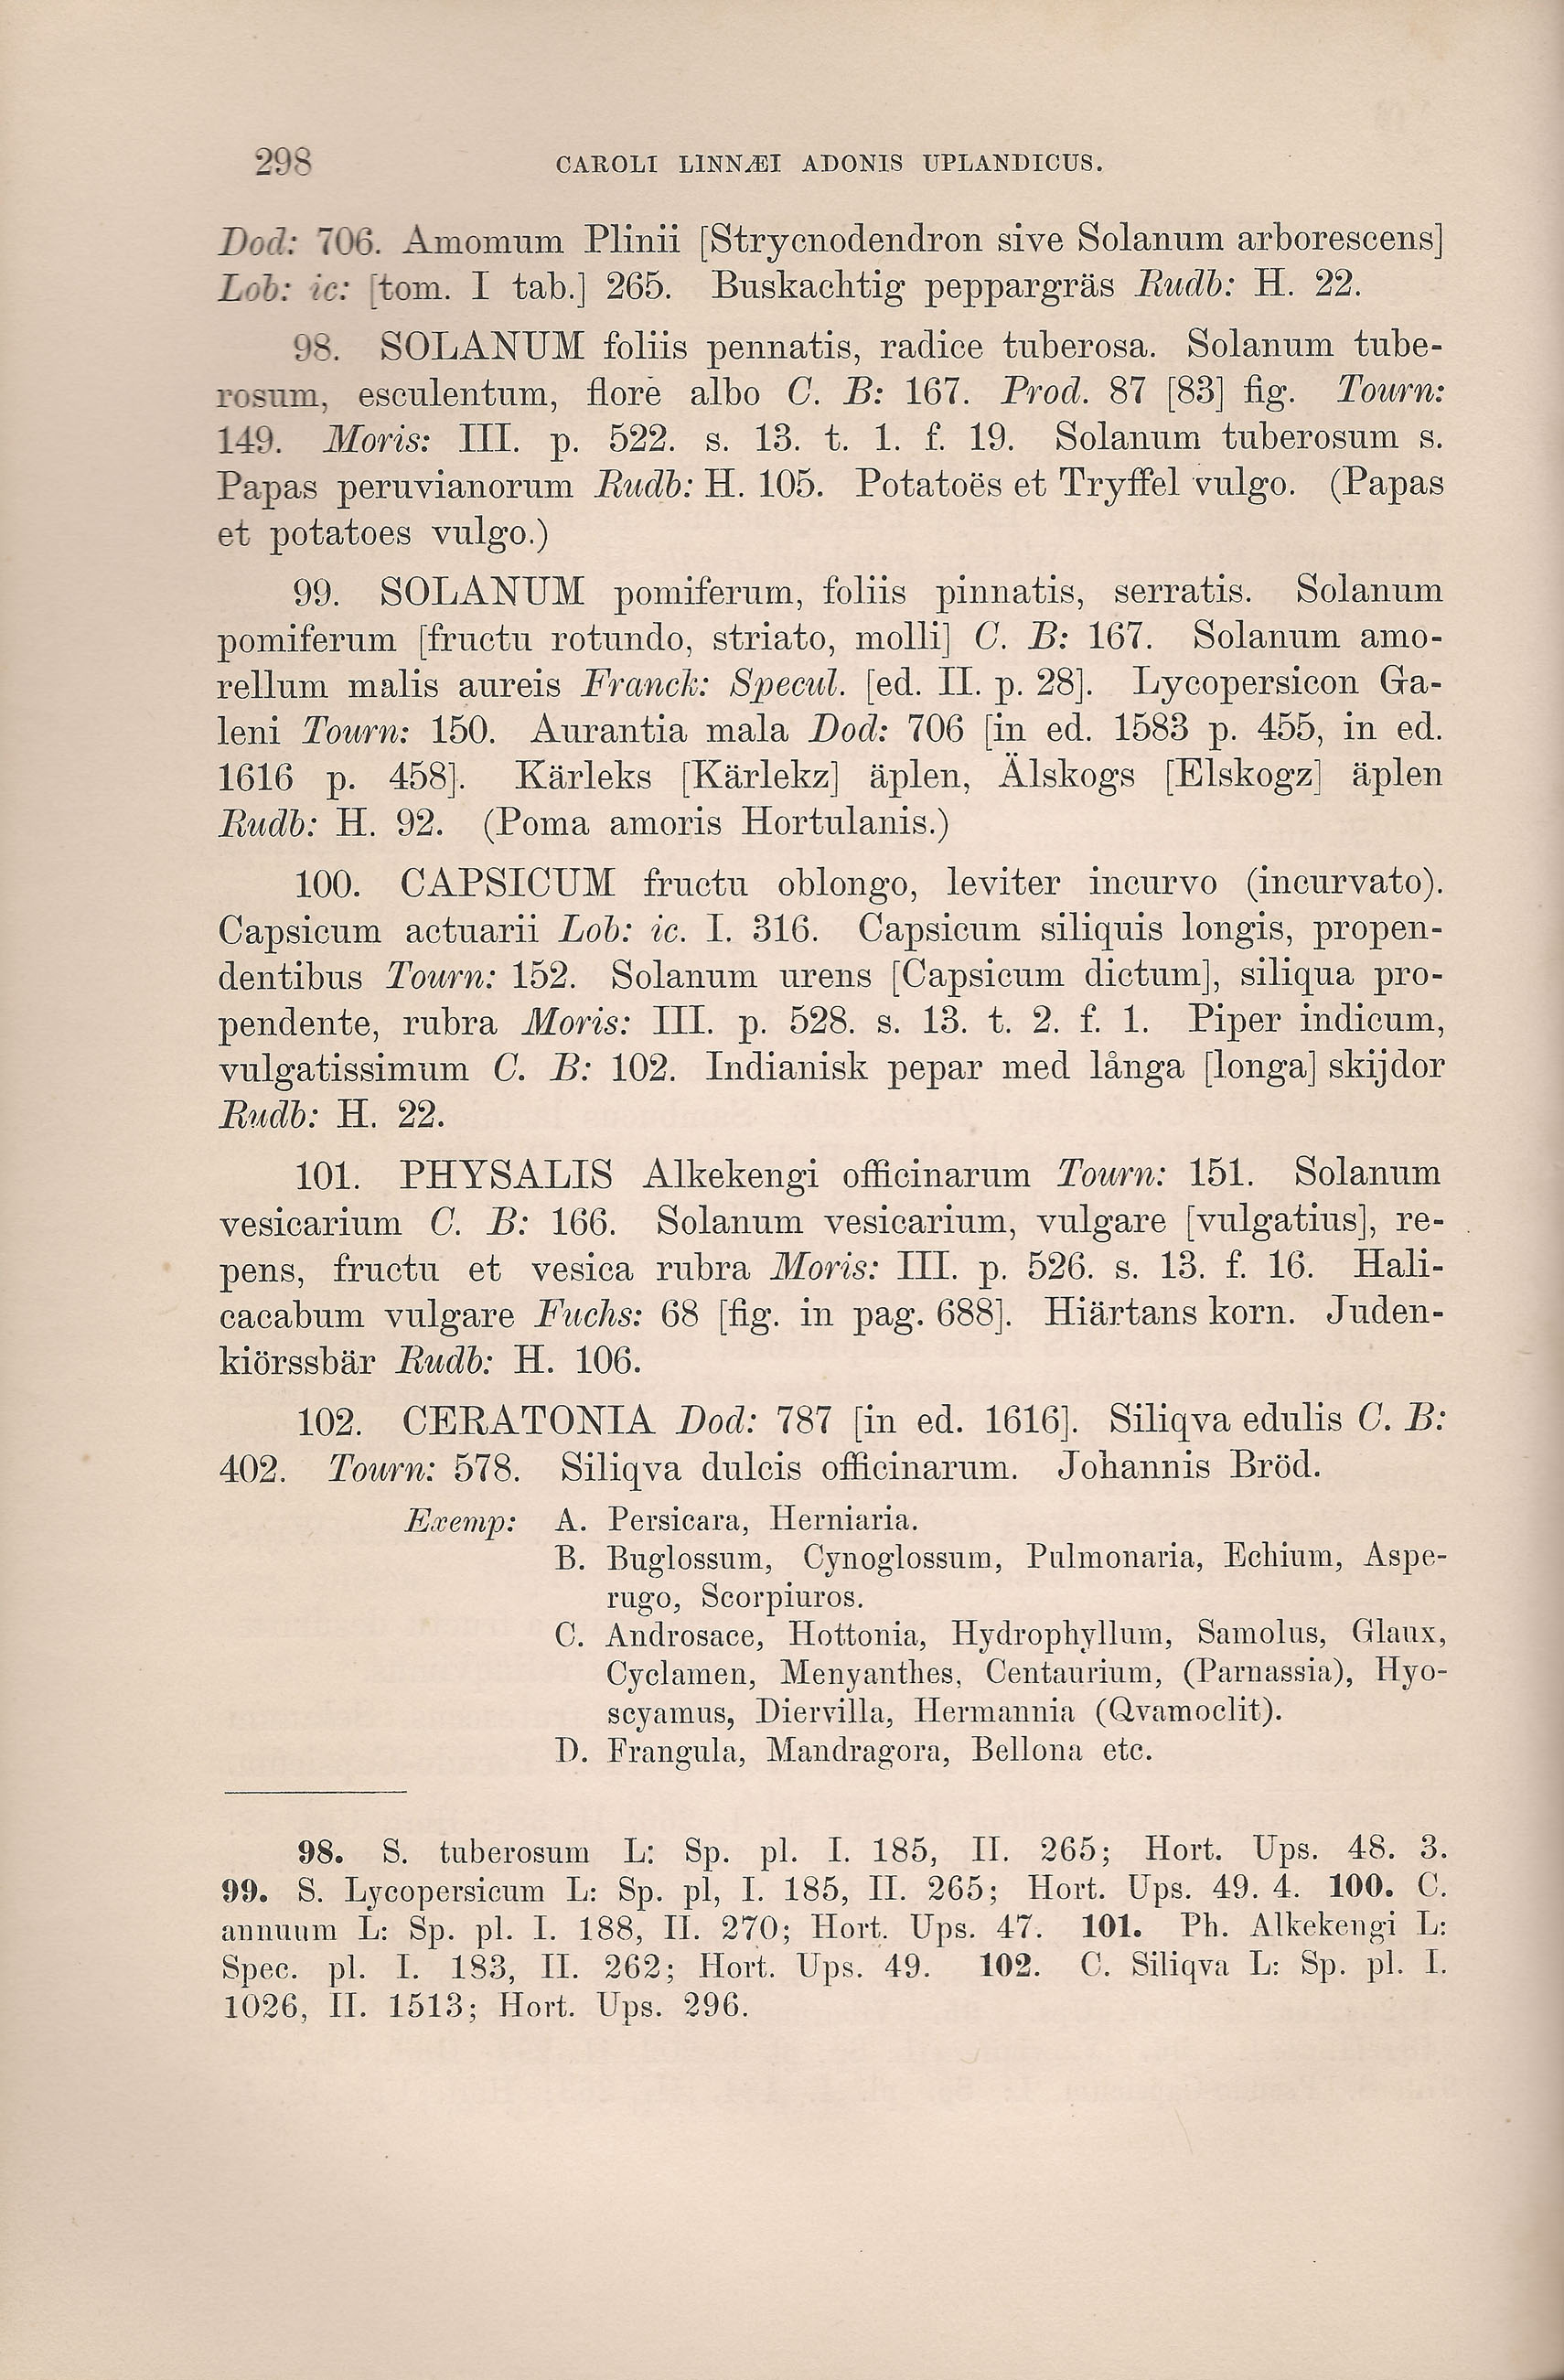 298 CAROLI LINNÆI ADONIS UPLANDICUS.
Dod: 706. Amomum Plinii [Strycnodendron sive Solanum arborescens]
Lob: ic: [tom. I tab.] 265. Buskachtig peppargräs Rudb: H. 22.
98. SOLANUM foliis pennatis, radice tuberosa. Solanum tube-
rosum, esculentum, flore albo C. B: 167. Prod. 87 [83] fig. Tourn:
149. Moris: III. p. 522. s. 13. t. 1. f. 19. Solanum tuberosum s.
Papas peruvianorum Rudb: H. 105. Potatoës et Tryffel vulgo. (Papas
et potatoes vulgo.)
99. SOLANUM pomiferum, foliis pinnatis, serratis. Solanum
pomiferum [fructu rotundo, striato, molli] C. B: 167. Solanum amo-
rellum malis aureis Franck: Specul. [ed. II. p. 28]. Lycopersicon Ga-
leni Tourn: 150. Aurantia mala Dod: 706 [in ed. 1583 p. 455, in ed.
1616 p. 458]. Kärleks [Kärlekz] äplen, Älskogs [Elskogz] äplen
Rudb: H. 92. (Poma amoris Hortulanis.)
100. CAPSICUM fructu oblongo, leviter incurvo (incurvato).
Capsicum actuarii Lob: ic. I. 316. Capsicum siliquis longis, propen-
dentibus Tourn: 152. Solanum urens [Capsicum dictum], siliqua pro-
pendente, rubra Moris: III. p. 528. s. 13. t. 2. f. 1. Piper indicum,
vulgatissimum C. B: 102. Indianisk pepar med långa [longa] skijdor
Rudb: H. 22.
101. PHYSALIS Alkekengi officinarum Tourn: 151. Solanum
vesicarium C. B: 166. Solanum vesicarium, vulgare [vulgatius], re-
pens, fructu et vesica rubra Moris: III. p. 526. s. 13. f. 16. Hali-
cacabum vulgare Fuchs: 68 [fig. in pag. 688]. Hiärtans korn. Juden-
kiörssbär Rudb: H. 106.
102. CERATONIA Dod: 787 [in ed. 1616]. Siliqva edulis C. B:
402. Tourn: 578. Siliqva dulcis officinarum. Johannis Bröd.
Exemp: A. Persicara, Herniaria.
B. Buglossum, Cynoglossum, Pulmonaria, Echium, Aspe-
rugo, Scorpiuros.
C. Androsace, Hottonia, Hydrophyllum, Samolus, Glaux,
Cyclamen, Menyanthes, Centaurium, (Parnassia), Hyo-
scyamus, Diervilla, Hermannia (Qvamoclit).
D. Frangula, Mandragora, Bellona etc.
98. S. tuberosum L: Sp. pl. I. 185, II. 265; Hort. Ups. 48. 3.
99. S. Lycopersicum L: Sp. pl, I. 185, II. 265; Hort. Ups. 49. 4. 100. C.
annuum L: Sp. pl. I. 188, II. 270; Hort. Ups. 47. 101. Ph. Alkekengi L:
Spec. pl. I. 183, II. 262; Hort. Ups. 49. 102. C. Siliqva L: Sp. pl. I.
1026, II. 1513; Hort. Ups. 296.